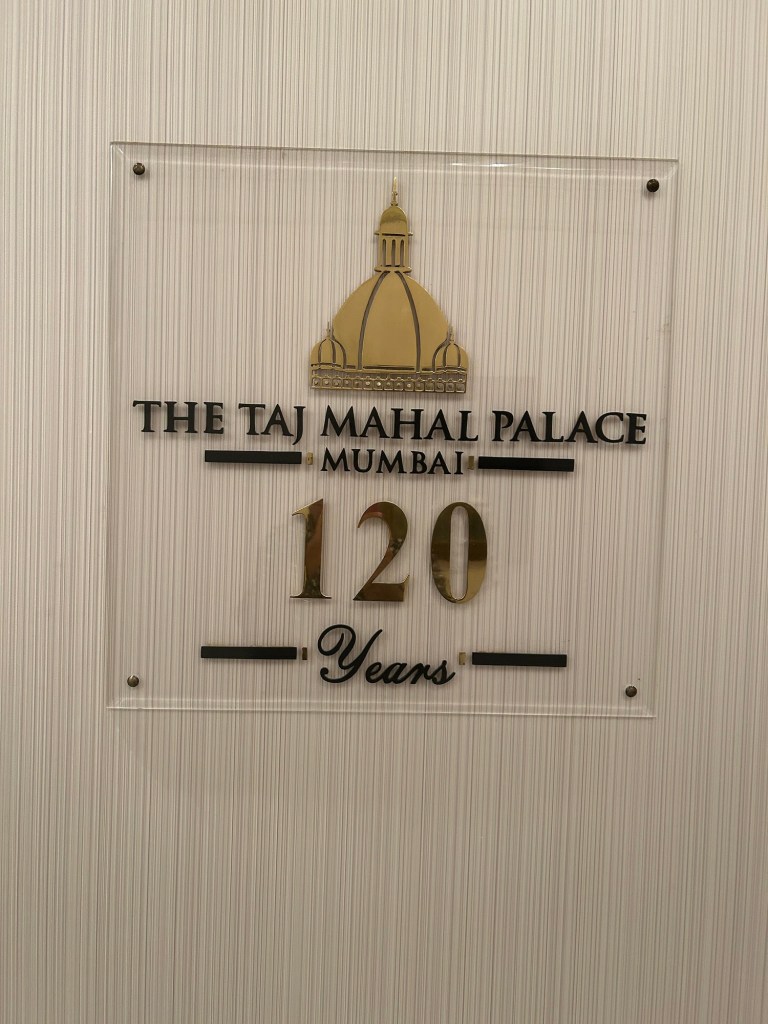 THE TAJ MAHAL PALACE
MUMBAI
120
Years